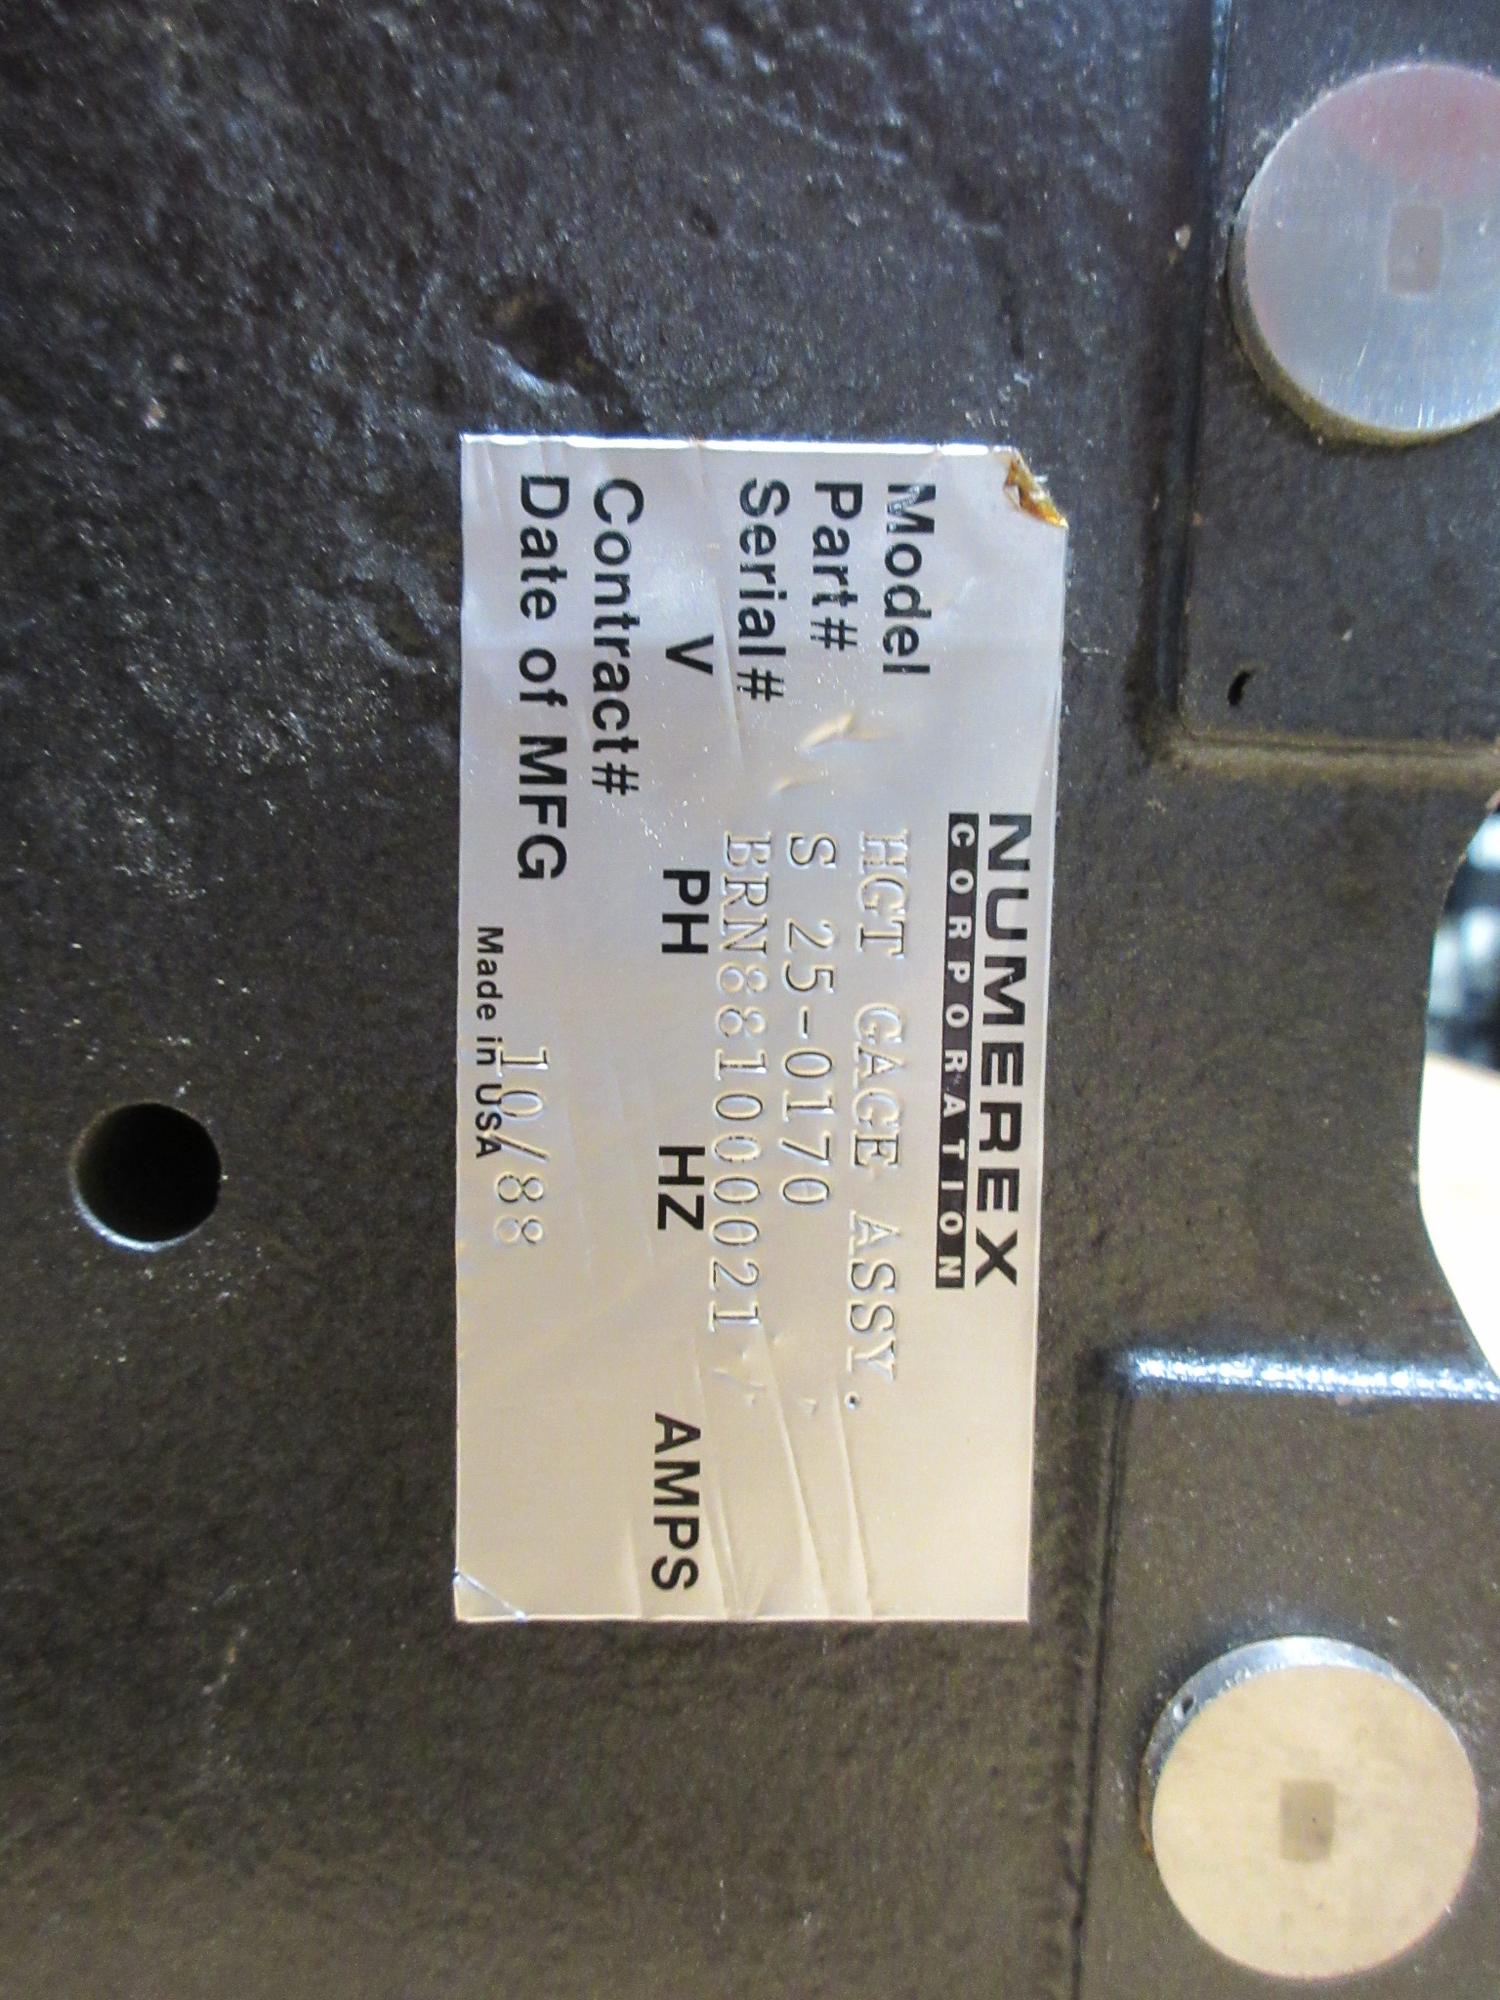 NUMEREX
CORPORATION
Model HGT GAGE ASSY.
Part# S 25-0170
Serial# BRN8810000021
V PH HZ AMPS
Contract#
Date of MFG 10/88
Made in USA